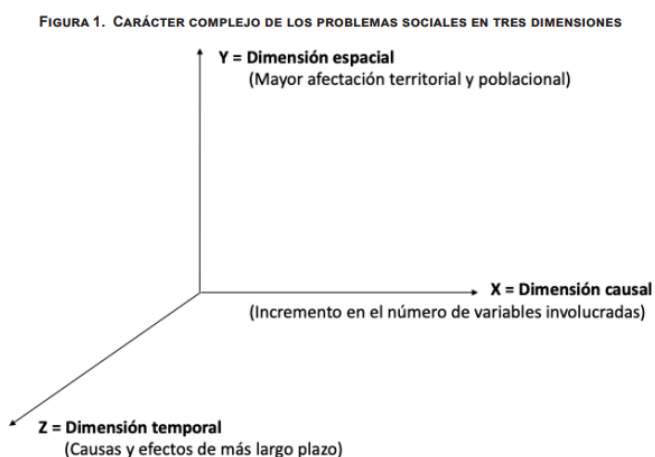 FIGURA 1. CARÁCTER COMPLEJO DE LOS PROBLEMAS SOCIALES EN TRES DIMENSIONES
Y = Dimensión espacial
(Mayor afectación territorial y poblacional)
X = Dimensión causal
(Incremento en el número de variables involucradas)
Z = Dimensión temporal
(Causas y efectos de más largo plazo)